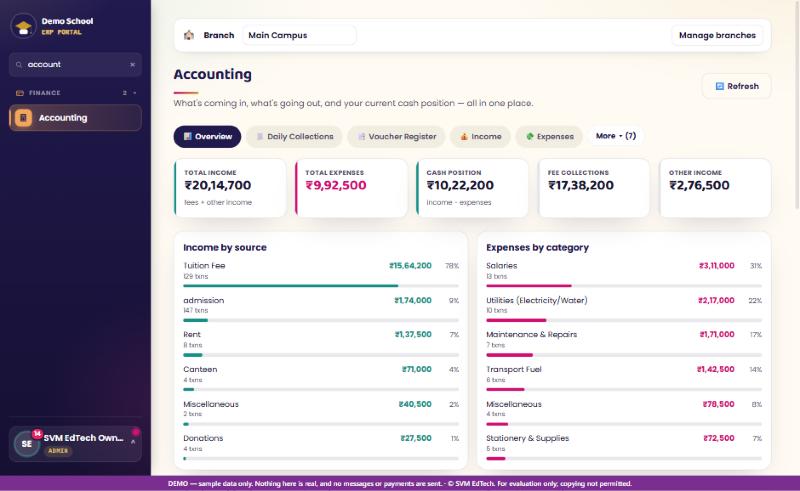 Demo School
ERP PORTAL
account
FINANCE 2
Accounting
14
SE
SVM EdTech Own...
ADMIN
Branch Main Campus Manage branches
Accounting
Refresh
What's coming in, what's going out, and your current cash position — all in one place.
Overview Daily Collections Voucher Register Income Expenses More (7)
TOTAL INCOME
₹20,14,700
fees + other income
TOTAL EXPENSES
₹9,92,500
CASH POSITION
₹10,22,200
income - expenses
FEE COLLECTIONS
₹17,38,200
OTHER INCOME
₹2,76,500
Income by source
Tuition Fee ₹15,64,200 78%
129 txns
admission ₹1,74,000 9%
147 txns
Rent ₹1,37,500 7%
8 txns
Canteen ₹71,000 4%
4 txns
Miscellaneous ₹40,500 2%
2 txns
Donations ₹27,500 1%
4 txns
Expenses by category
Salaries ₹3,11,000 31%
13 txns
Utilities (Electricity/Water) ₹2,17,000 22%
10 txns
Maintenance & Repairs ₹1,71,000 17%
7 txns
Transport Fuel ₹1,42,500 14%
6 txns
Miscellaneous ₹78,500 8%
4 txns
Stationery & Supplies ₹72,500 7%
5 txns
DEMO — sample data only. Nothing here is real, and no messages or payments are sent. · © SVM EdTech. For evaluation only; copying not permitted.